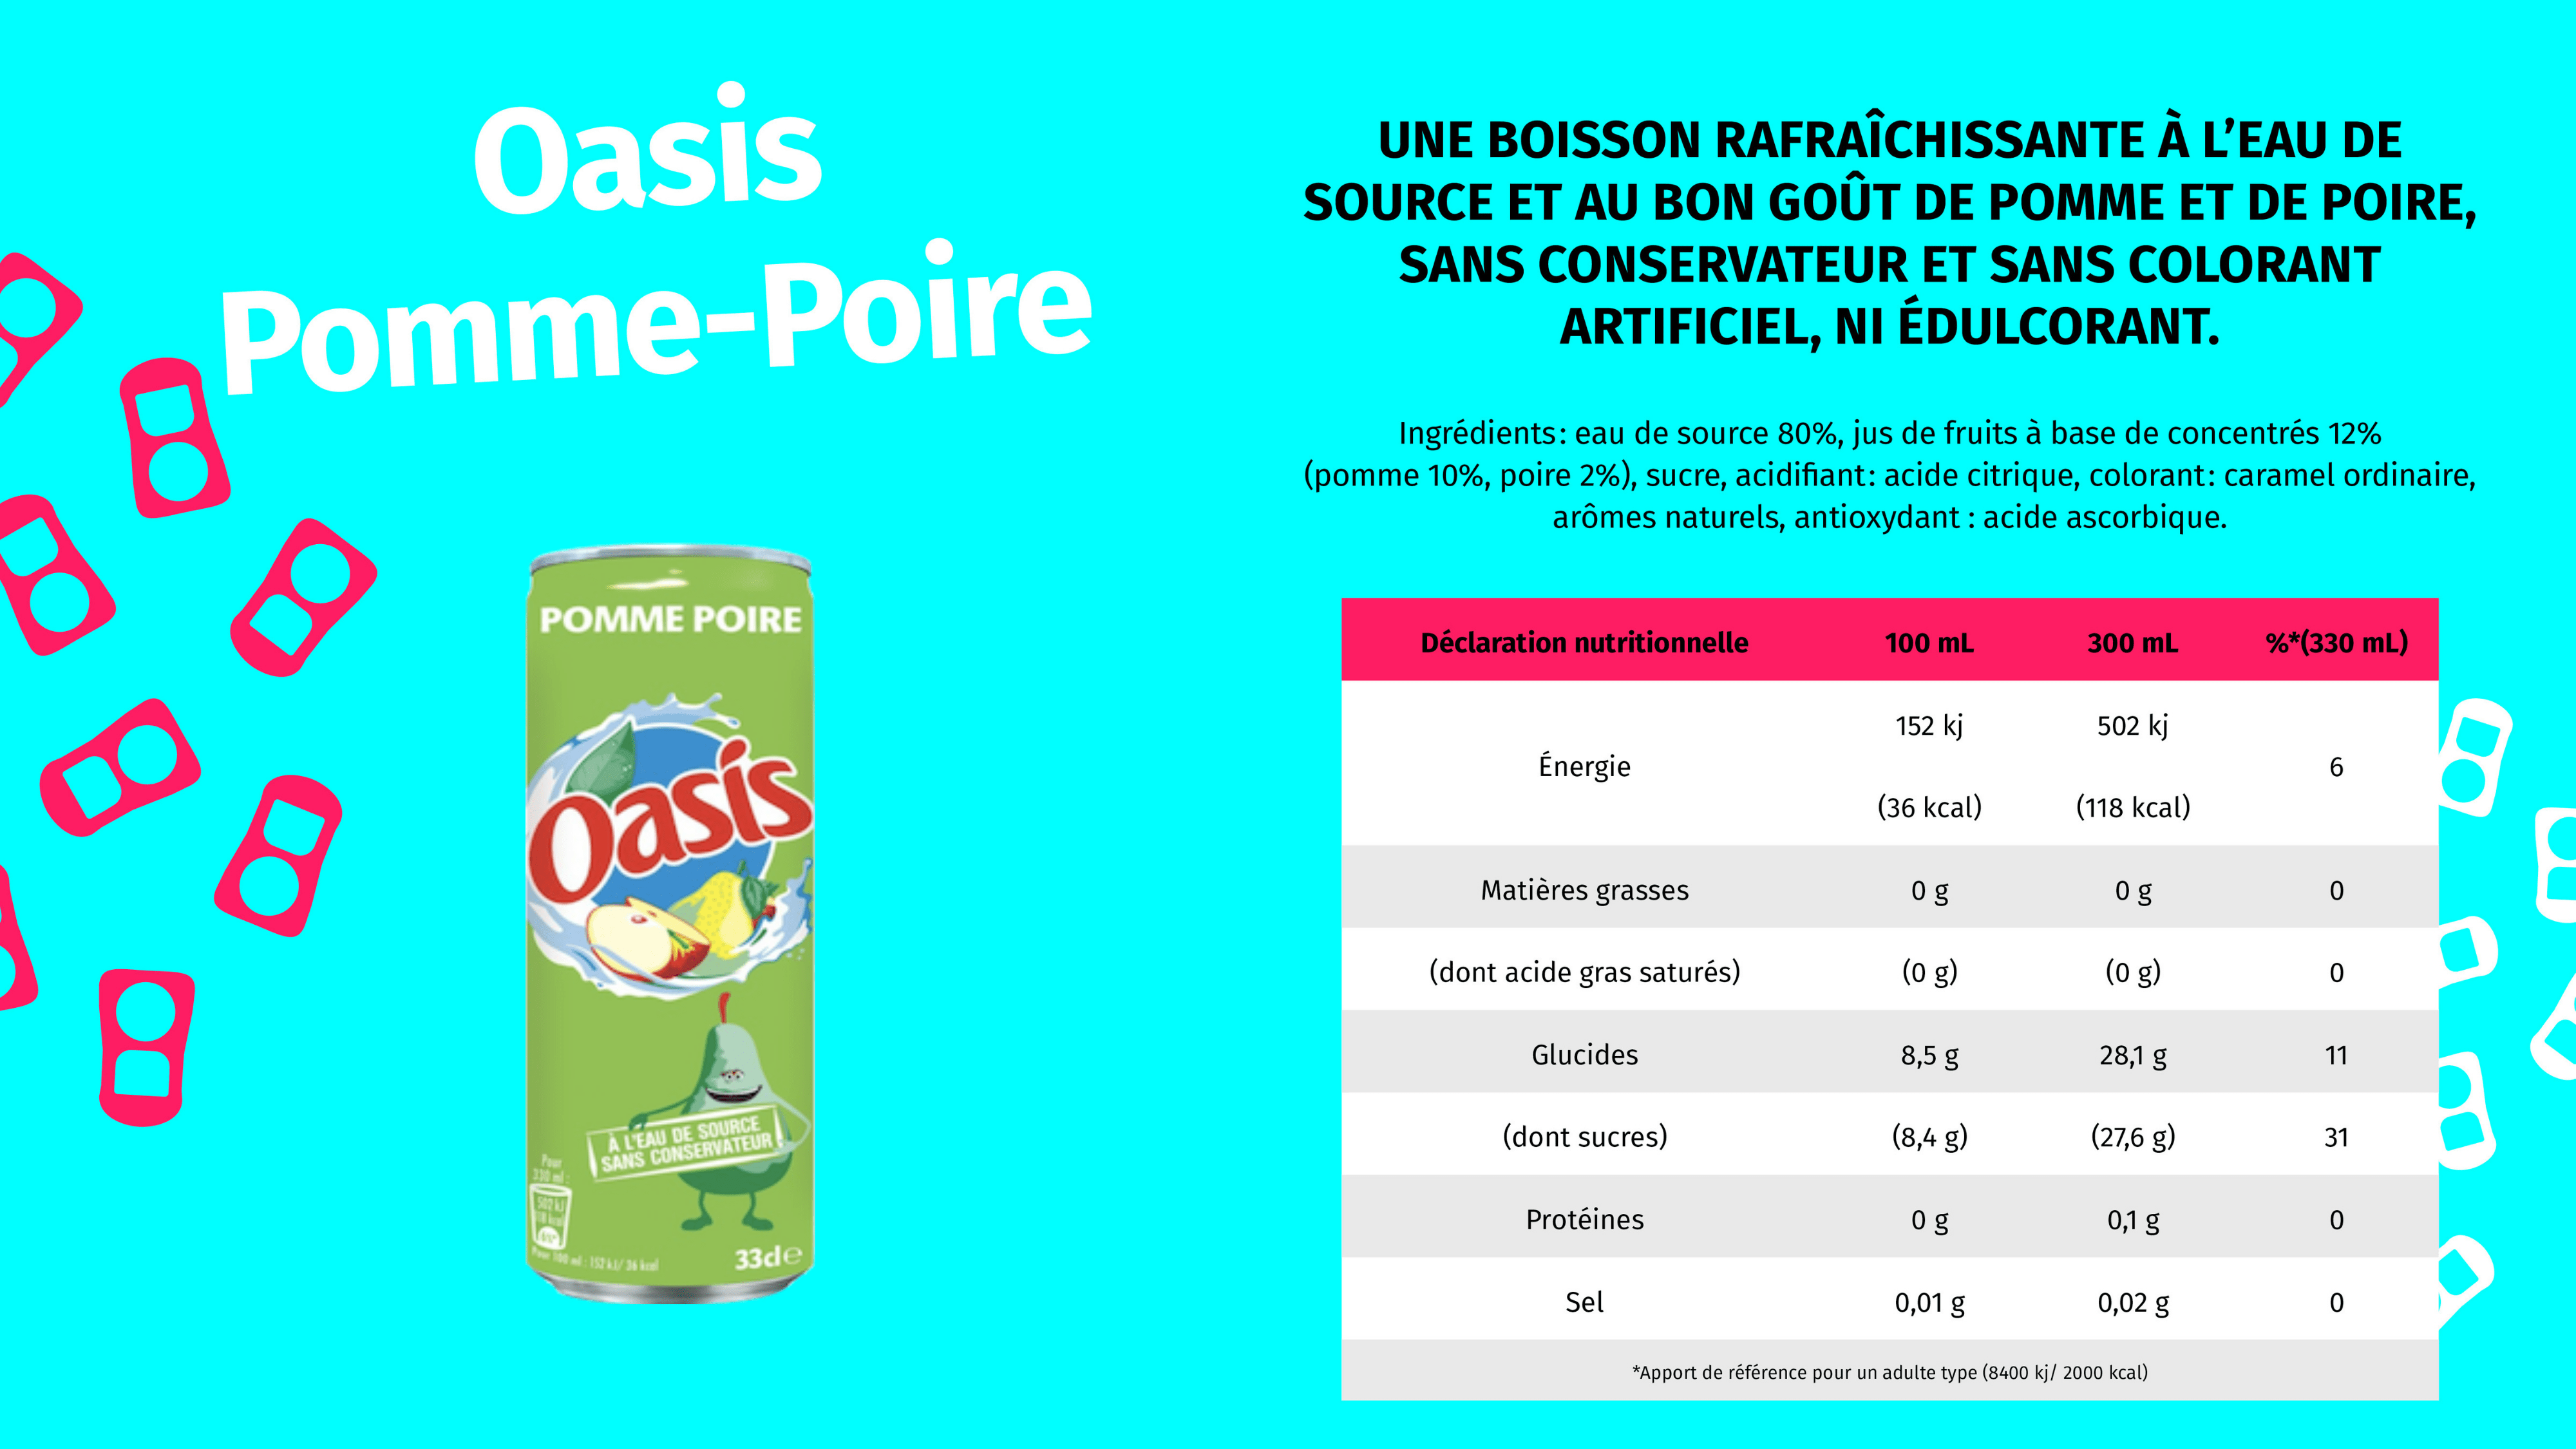 Oasis
Pomme-Poire
POMME POIRE
Oasis
À L'EAU DE SOURCE
SANS CONSERVATEUR
Pour
330 ml :
502 kJ
Pour 100 ml : 152 kJ/ 36 kcal
33cl e
UNE BOISSON RAFRAÎCHISSANTE À L’EAU DE
SOURCE ET AU BON GOÛT DE POMME ET DE POIRE,
SANS CONSERVATEUR ET SANS COLORANT
ARTIFICIEL, NI ÉDULCORANT.
Ingrédients : eau de source 80%, jus de fruits à base de concentrés 12%
(pomme 10%, poire 2%), sucre, acidifiant : acide citrique, colorant : caramel ordinaire,
arômes naturels, antioxydant : acide ascorbique.
Déclaration nutritionnelle 100 mL 300 mL %*(330 mL)
152 kj 502 kj
Énergie 6
(36 kcal) (118 kcal)
Matières grasses 0 g 0 g 0
(dont acide gras saturés) (0 g) (0 g) 0
Glucides 8,5 g 28,1 g 11
(dont sucres) (8,4 g) (27,6 g) 31
Protéines 0 g 0,1 g 0
Sel 0,01 g 0,02 g 0
*Apport de référence pour un adulte type (8400 kj/ 2000 kcal)